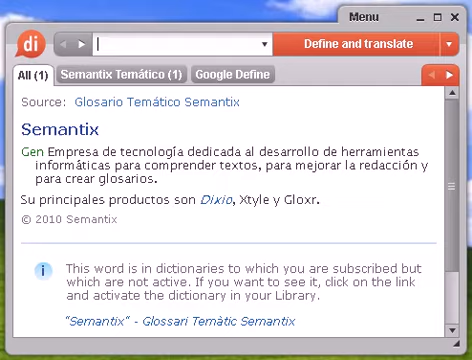 Menu
di
Define and translate
All (1)
Semantix Temático (1)
Google Define
Source: Glosario Temático Semantix
Semantix
Gen Empresa de tecnología dedicada al desarrollo de herramientas
informáticas para comprender textos, para mejorar la redacción y
para crear glosarios.
Su principales productos son Dixio, Xtyle y Gloxr.
© 2010 Semantix
i
This word is in dictionaries to which you are subscribed but
which are not active. If you want to see it, click on the link
and activate the dictionary in your Library.
"Semantix" - Glossari Temàtic Semantix